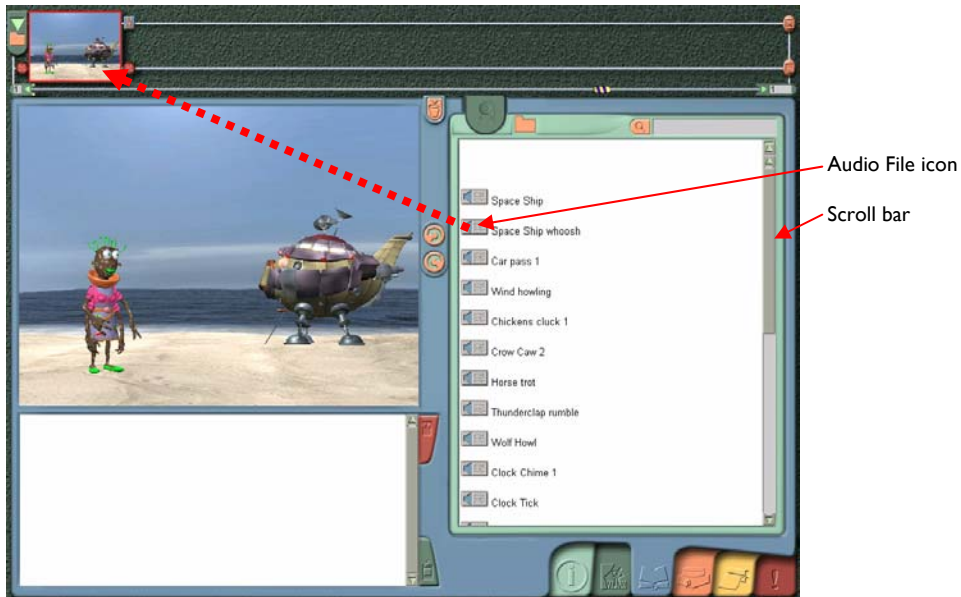 Audio File icon
Space Ship
Scroll bar
Space Ship whoosh
Car pass 1
Wind howling
Chickens cluck 1
Crow Caw 2
Horse trot
Thunderclap rumble
Wolf Howl
Clock Chime 1
Clock Tick